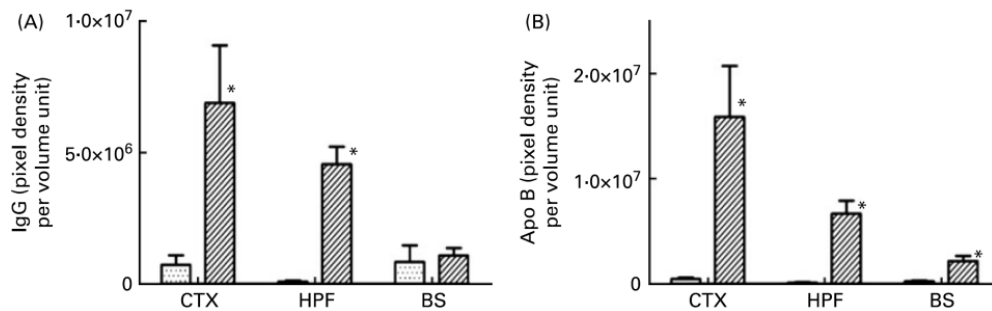 (A)
IgG (pixel density
per volume unit)
1·0×10⁷
5·0×10⁶
0
*
*
CTX HPF BS
(B)
Apo B (pixel density
per volume unit)
2·0×10⁷
1·0×10⁷
0
*
*
*
CTX HPF BS